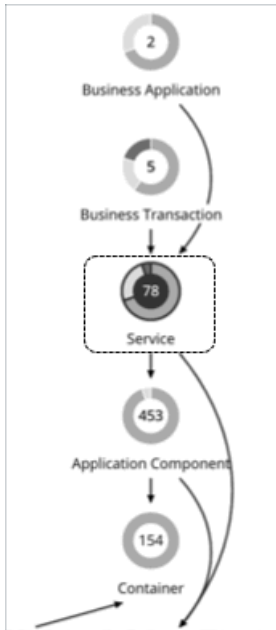 2
Business Application
5
Business Transaction
78
Service
453
Application Component
154
Container